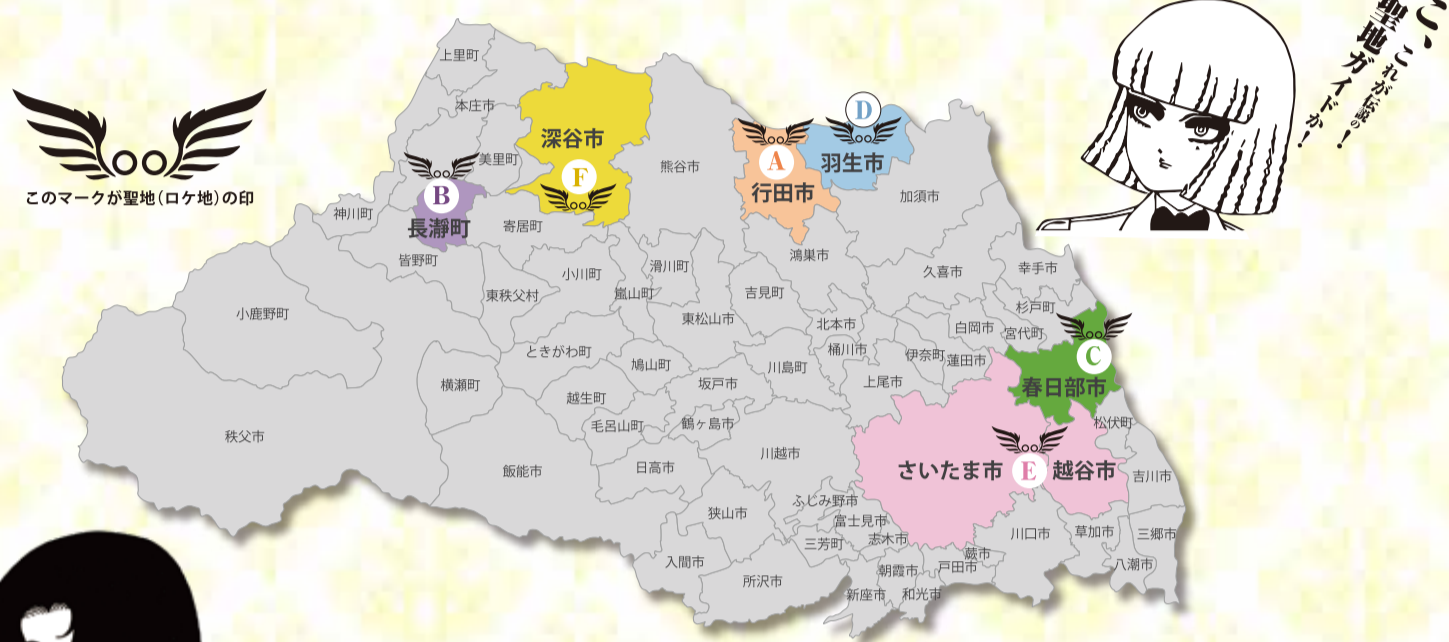 こ、
これが伝説の
聖地ガイドか！！
このマークが聖地（ロケ地）の印
上里町
本庄市
深谷市
美里町
F
熊谷市
D
A
羽生市
行田市
加須市
B
長瀞町
神川町
寄居町
皆野町
鴻巣市
小川町
滑川町
久喜市
幸手市
東秩父村
嵐山町
吉見町
杉戸町
小鹿野町
東松山市
北本市
白岡市
宮代町
ときがわ町
桶川市
伊奈町
蓮田市
C
鳩山町
川島町
横瀬町
坂戸市
上尾市
春日部市
越生町
毛呂山町
鶴ヶ島市
松伏町
秩父市
川越市
飯能市
日高市
さいたま市
E
越谷市
吉川市
ふじみ野市
狭山市
富士見市
三芳町
志木市
川口市
草加市
三郷市
入間市
蕨市
所沢市
朝霞市
戸田市
八潮市
新座市
和光市